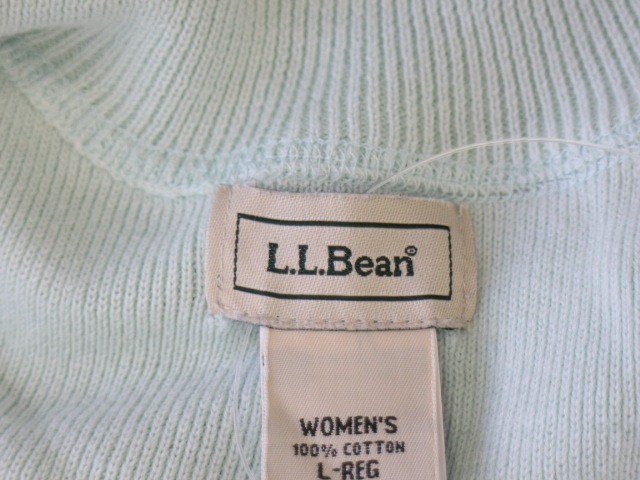 L.L.Bean®
WOMEN'S
100% COTTON
L-REG